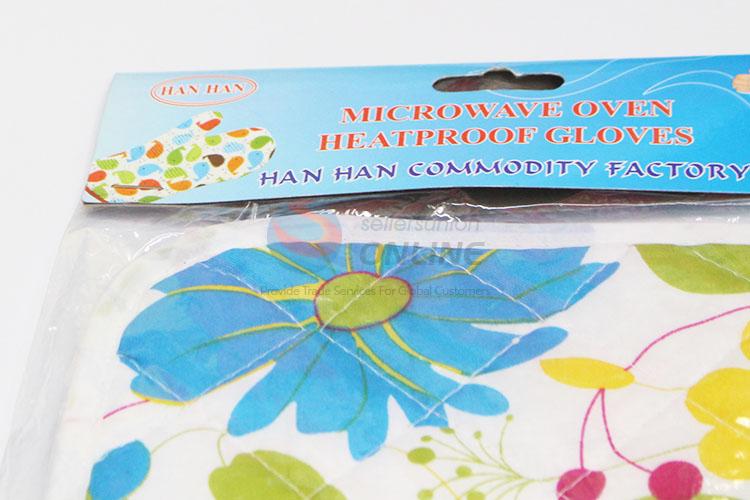 HAN HAN
MICROWAVE OVEN
HEATPROOF GLOVES
HAN HAN COMMODITY FACTORY
sellersunion
ONLINE
Provide Trade Services For Global Customers